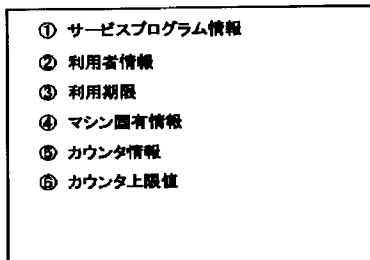 ① サービスプログラム情報
② 利用者情報
③ 利用期限
④ マシン固有情報
⑤ カウンタ情報
⑥ カウンタ上限値